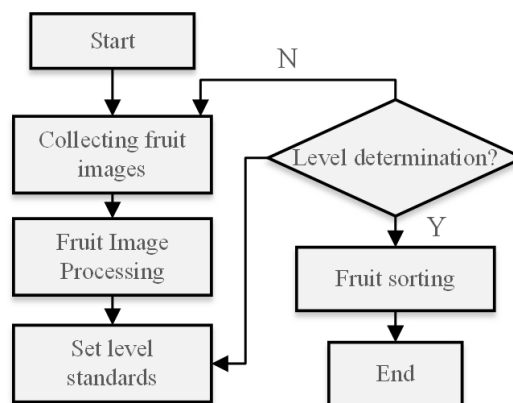 Start
Collecting fruit
images
Fruit Image
Processing
Set level
standards
N
Level determination?
Y
Fruit sorting
End